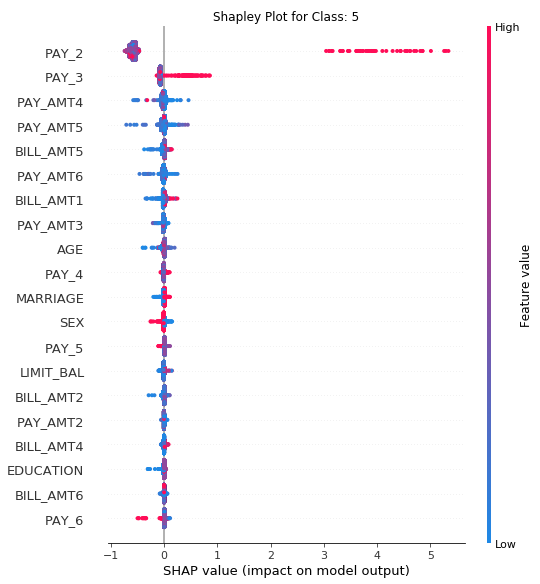 Shapley Plot for Class: 5
High
PAY_2
PAY_3
PAY_AMT4
PAY_AMT5
BILL_AMT5
PAY_AMT6
BILL_AMT1
PAY_AMT3
AGE
PAY_4
MARRIAGE
SEX
PAY_5
LIMIT_BAL
BILL_AMT2
PAY_AMT2
BILL_AMT4
EDUCATION
BILL_AMT6
PAY_6
Feature value
Low
−1 0 1 2 3 4 5
SHAP value (impact on model output)